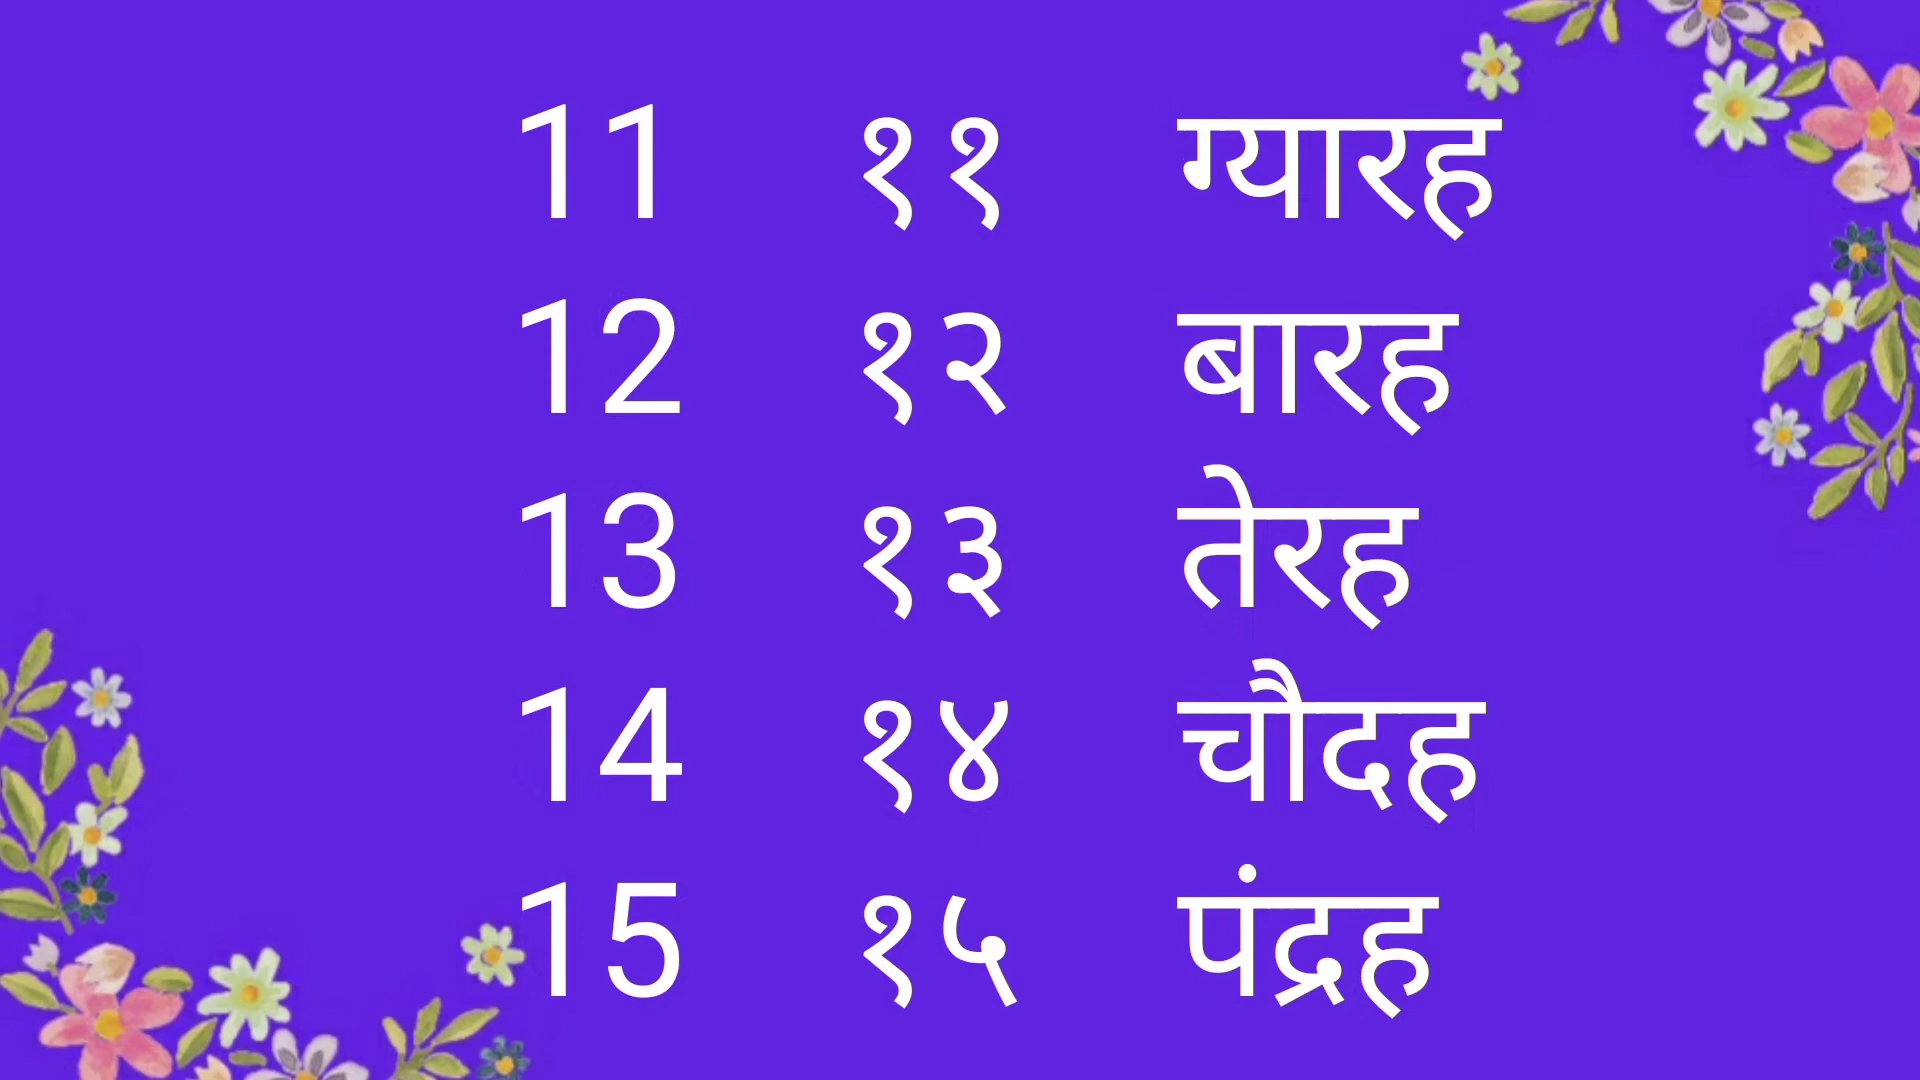 11 ११ ग्यारह
12 १२ बारह
13 १३ तेरह
14 १४ चौदह
15 १५ पंद्रह